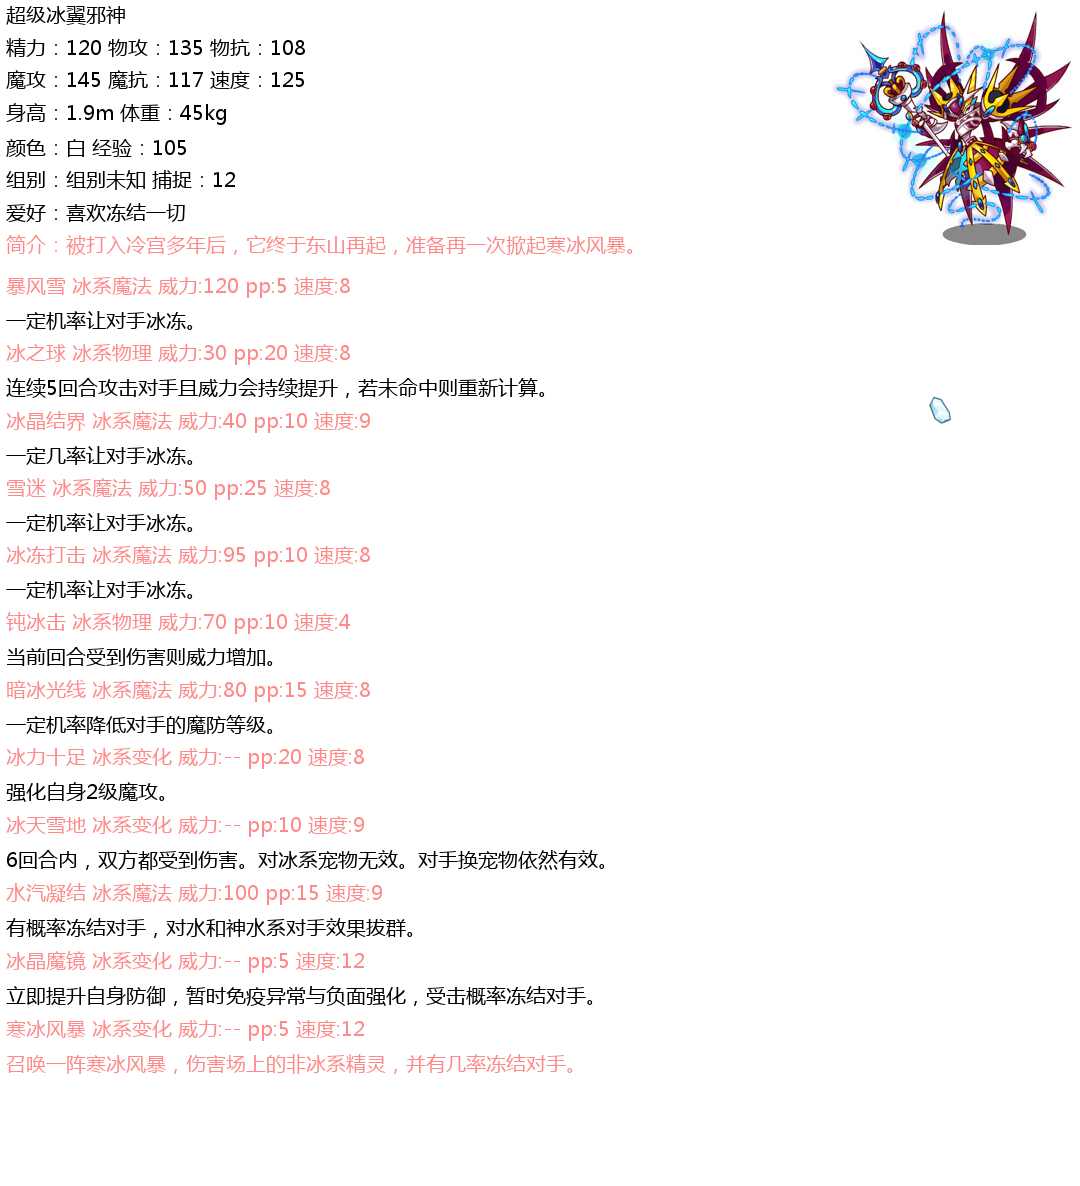 超级冰翼邪神
精力：120 物攻：135 物抗：108
魔攻：145 魔抗：117 速度：125
身高：1.9m 体重：45kg
颜色：白 经验：105
组别：组别未知 捕捉：12
爱好：喜欢冻结一切
简介：被打入冷宫多年后，它终于东山再起，准备再一次掀起寒冰风暴。
暴风雪 冰系魔法 威力:120 pp:5 速度:8
一定机率让对手冰冻。
冰之球 冰系物理 威力:30 pp:20 速度:8
连续5回合攻击对手且威力会持续提升，若未命中则重新计算。
冰晶结界 冰系魔法 威力:40 pp:10 速度:9
一定几率让对手冰冻。
雪迷 冰系魔法 威力:50 pp:25 速度:8
一定机率让对手冰冻。
冰冻打击 冰系魔法 威力:95 pp:10 速度:8
一定机率让对手冰冻。
钝冰击 冰系物理 威力:70 pp:10 速度:4
当前回合受到伤害则威力增加。
暗冰光线 冰系魔法 威力:80 pp:15 速度:8
一定机率降低对手的魔防等级。
冰力十足 冰系变化 威力:-- pp:20 速度:8
强化自身2级魔攻。
冰天雪地 冰系变化 威力:-- pp:10 速度:9
6回合内，双方都受到伤害。对冰系宠物无效。对手换宠物依然有效。
水汽凝结 冰系魔法 威力:100 pp:15 速度:9
有概率冻结对手，对水和神水系对手效果拔群。
冰晶魔镜 冰系变化 威力:-- pp:5 速度:12
立即提升自身防御，暂时免疫异常与负面强化，受击概率冻结对手。
寒冰风暴 冰系变化 威力:-- pp:5 速度:12
召唤一阵寒冰风暴，伤害场上的非冰系精灵，并有几率冻结对手。